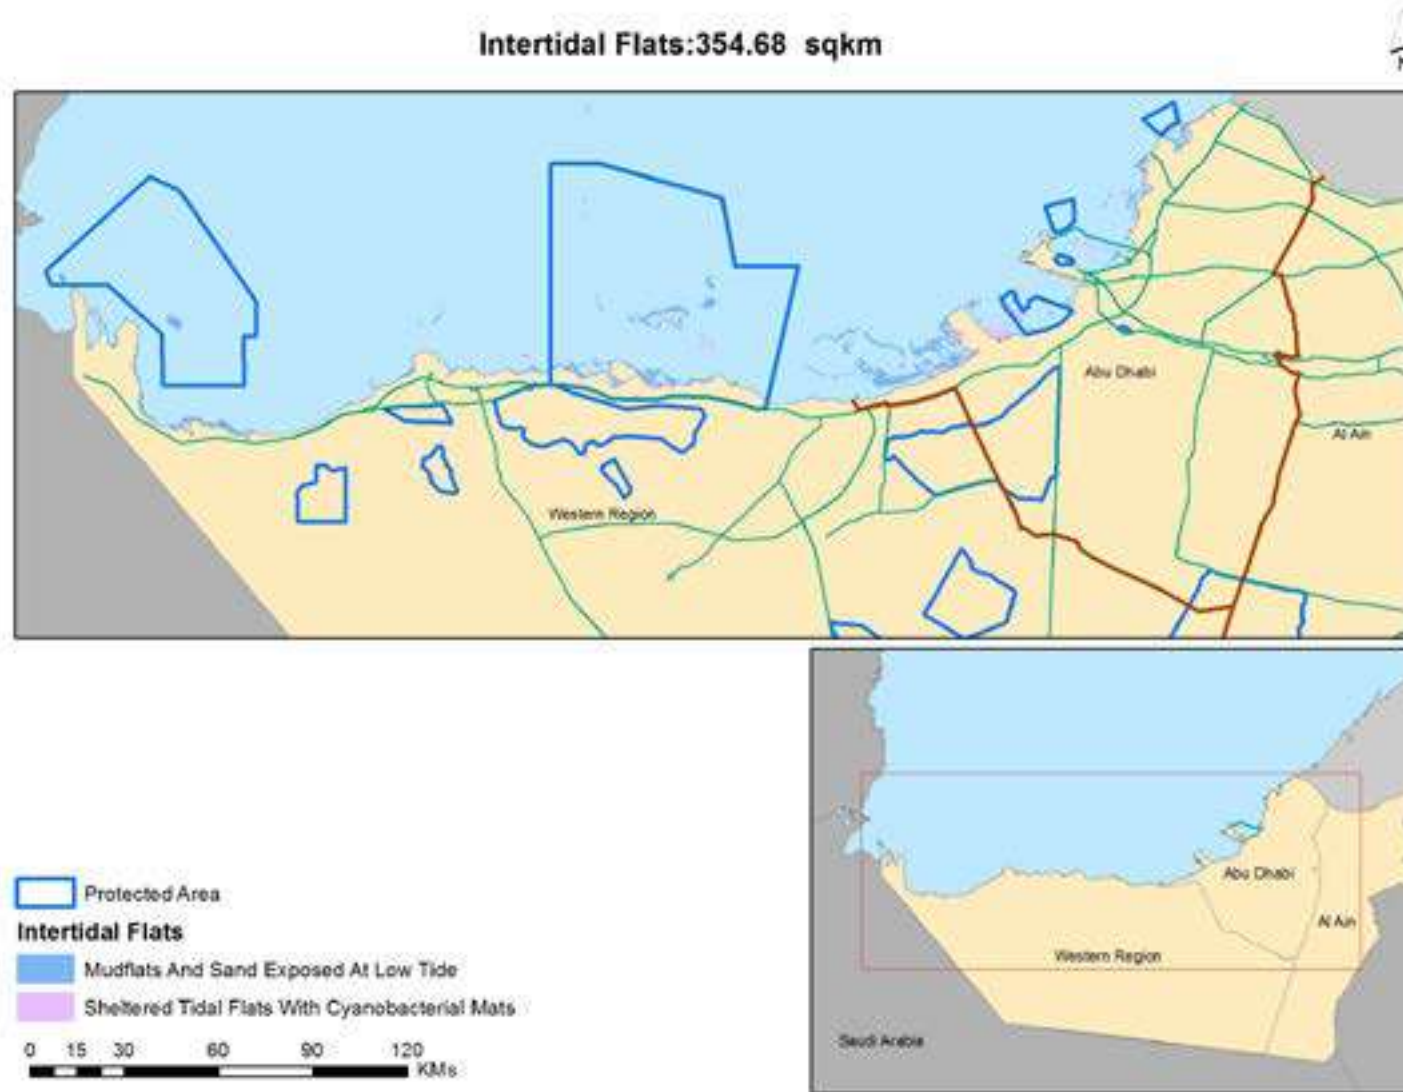 Intertidal Flats:354.68 sqkm
Abu Dhabi
Al Ain
Western Region
Protected Area
Intertidal Flats
Mudflats And Sand Exposed At Low Tide
Sheltered Tidal Flats With Cyanobacterial Mats
0 15 30 60 90 120
KMs
Abu Dhabi
Al Ain
Western Region
Saudi Arabia